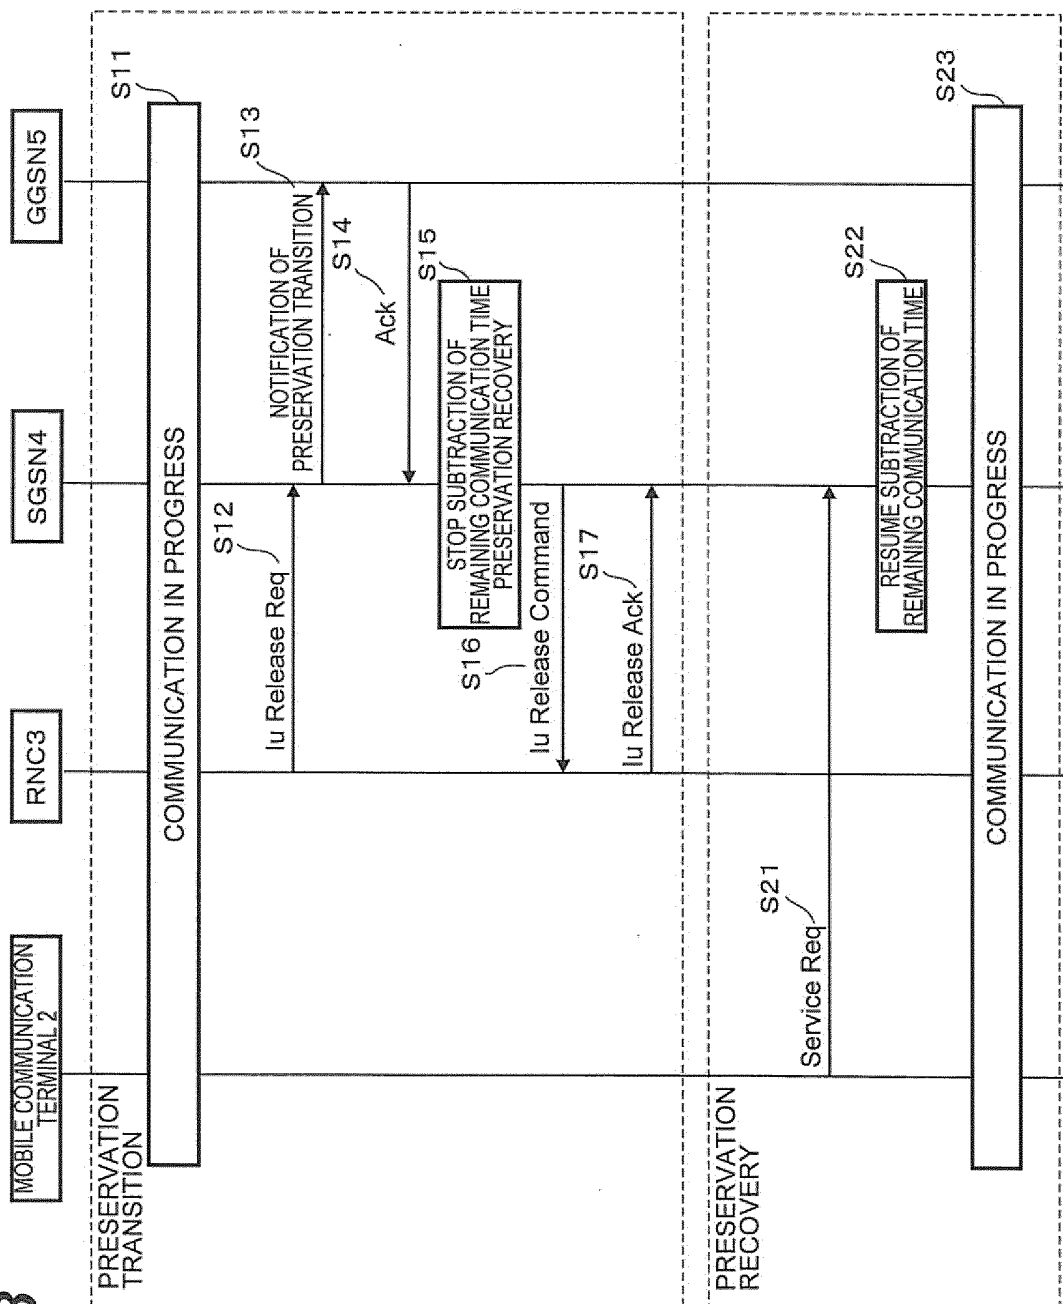 MOBILE COMMUNICATION
TERMINAL 2
RNC3
SGSN4
GGSN5
PRESERVATION
TRANSITION
COMMUNICATION IN PROGRESS
S11
S12
Iu Release Req
S13
NOTIFICATION OF
PRESERVATION TRANSITION
S14
Ack
S15
STOP SUBTRACTION OF
REMAINING COMMUNICATION TIME
PRESERVATION RECOVERY
S16
Iu Release Command
S17
Iu Release Ack
PRESERVATION
RECOVERY
S21
Service Req
S22
RESUME SUBTRACTION OF
REMAINING COMMUNICATION TIME
S23
COMMUNICATION IN PROGRESS